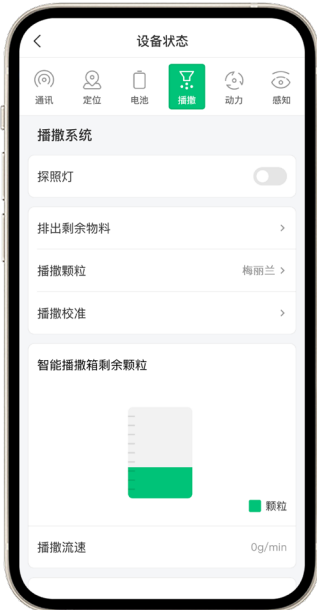 设备状态
通讯 定位 电池 播撒 动力 感知
播撒系统
探照灯
排出剩余物料
播撒颗粒 梅丽兰
播撒校准
智能播撒箱剩余颗粒
颗粒
播撒流速 0g/min